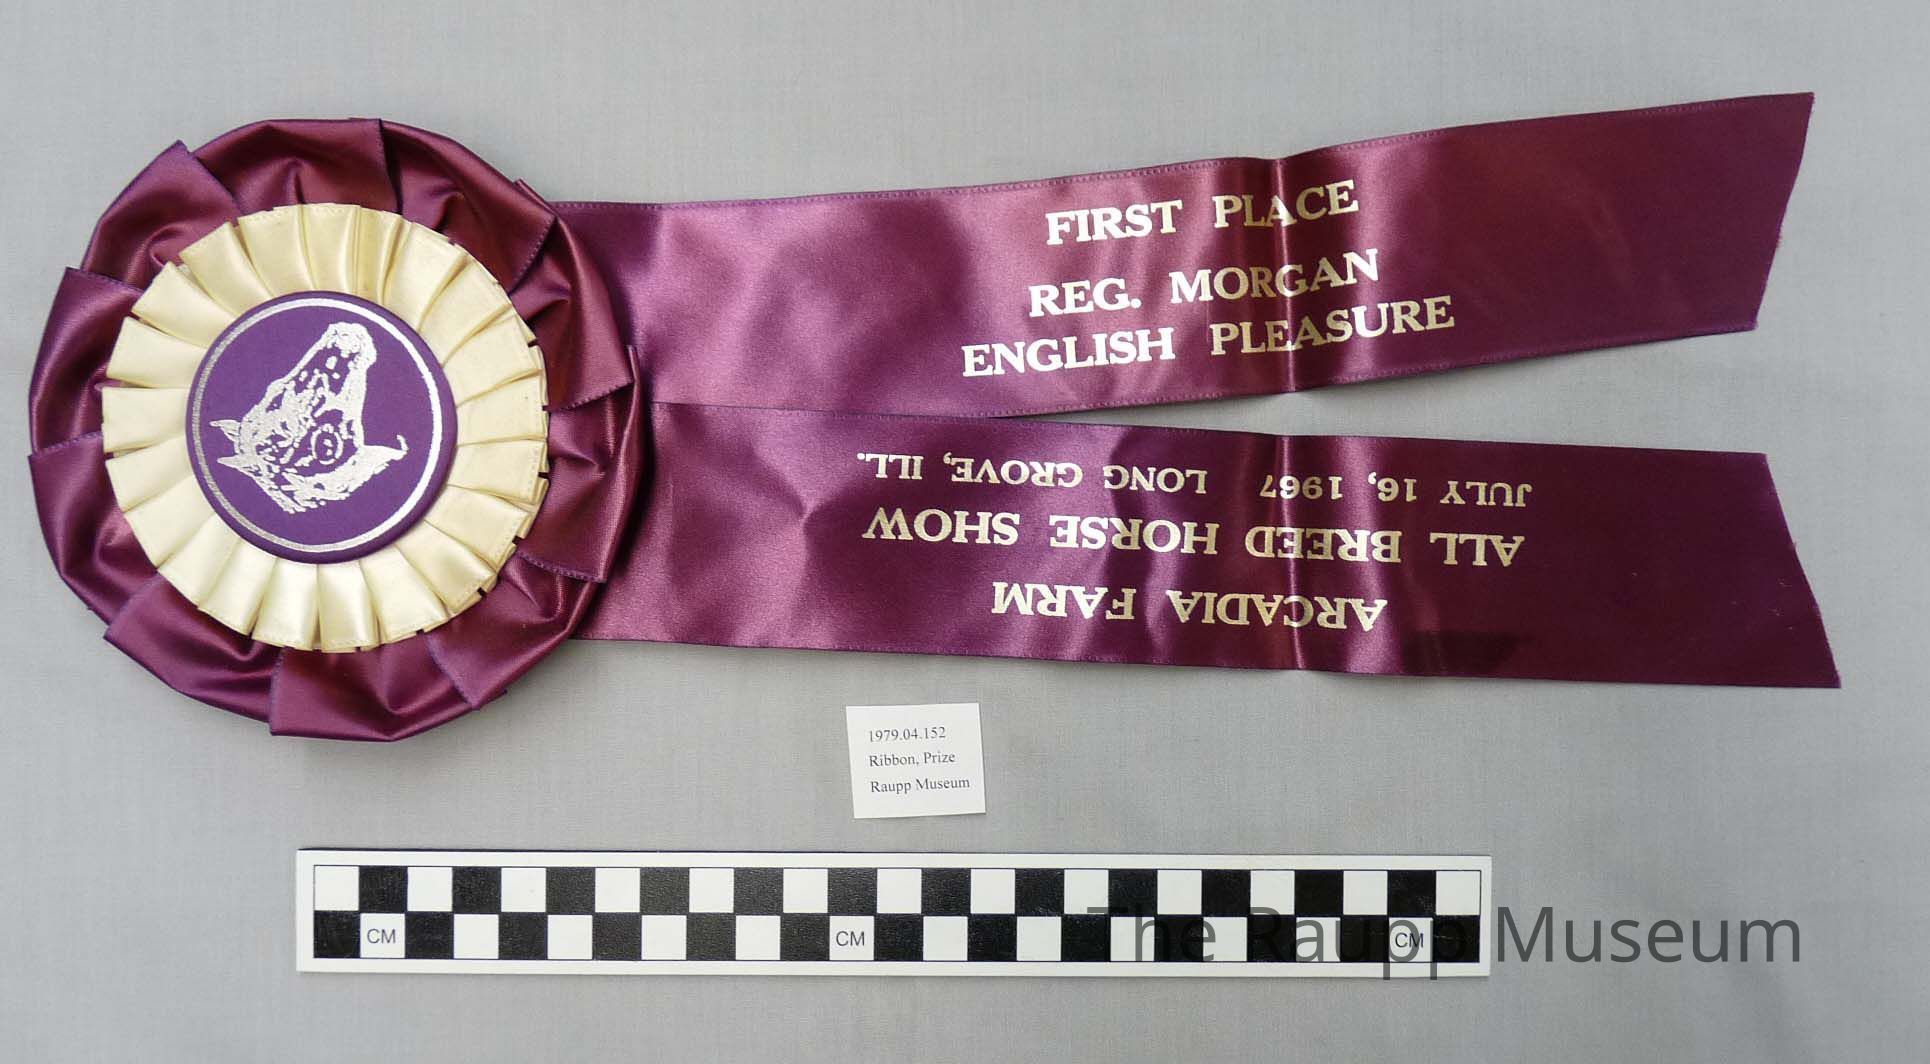 FIRST PLACE
REG. MORGAN
ENGLISH PLEASURE
ARCADIA FARM
ALL BREED HORSE SHOW
JULY 16, 1967 LONG GROVE, ILL.
1979.04.152
Ribbon, Prize
Raupp Museum
CM CM CM
The Raupp Museum